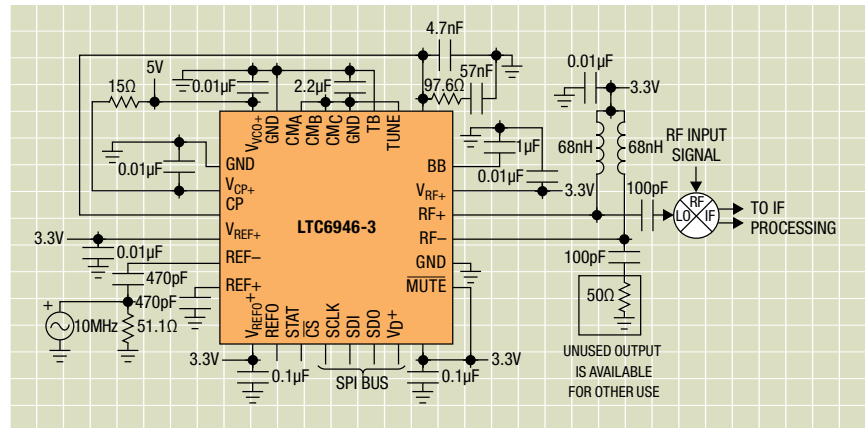 4.7nF
57nF
97.6Ω
5V
15Ω
0.01µF
2.2µF
0.01µF
3.3V
VVCO+
GND
CMA
CMB
CMC
GND
TB
TUNE
68nH
68nH
RF INPUT
SIGNAL
GND
0.01µF
BB
1µF
0.01µF
VCP+
VRF+
3.3V
100pF
CP
RF+
LO
RF
IF
TO IF
PROCESSING
LTC6946-3
3.3V
VREF+
RF–
0.01µF
REF–
GND
100pF
470pF
REF+
MUTE
50Ω
470pF
+
10MHz
51.1Ω
VREFO+
REFO
STAT
CS
SCLK
SDI
SDO
VD+
3.3V
3.3V
0.1µF
SPI BUS
0.1µF
UNUSED OUTPUT
IS AVAILABLE
FOR OTHER USE